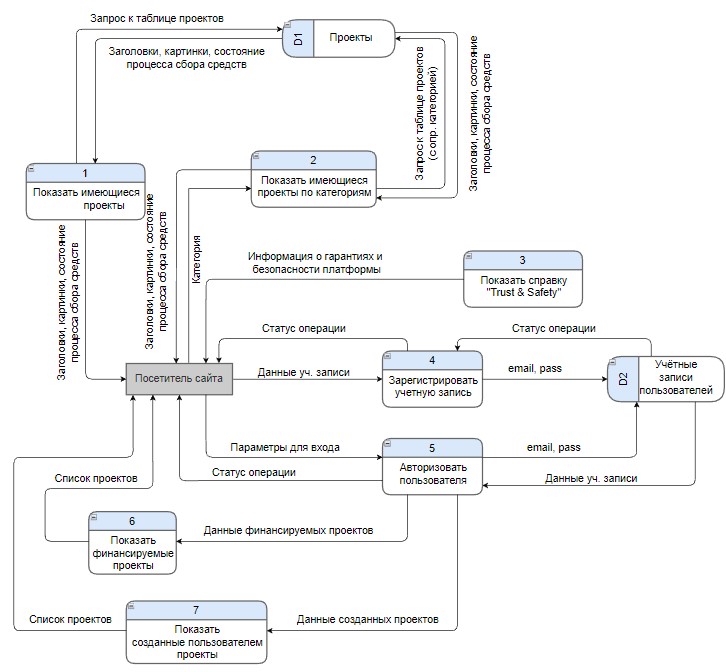 Запрос к таблице проектов
D1
Проекты
Заголовки, картинки, состояние
процесса сбора средств
Запрос к таблице проектов
(с опр. категорией)
Заголовки, картинки, состояние
процесса сбора средств
1
Показать имеющиеся
проекты
2
Показать имеющиеся
проекты по категориям
Заголовки, картинки, состояние
процесса сбора средств
Заголовки, картинки, состояние
процесса сбора средств
Категория
Информация о гарантиях и
безопасности платформы
3
Показать справку
"Trust & Safety"
Статус операции
Статус операции
Посетитель сайта
Данные уч. записи
4
Зарегистрировать
учетную запись
email, pass
D2
Учётные
записи
пользователей
Параметры для входа
Статус операции
5
Авторизовать
пользователя
email, pass
Данные уч. записи
Список проектов
6
Показать
финансируемые
проекты
Данные финансируемых проектов
Список проектов
7
Показать
созданные пользователем
проекты
Данные созданных проектов